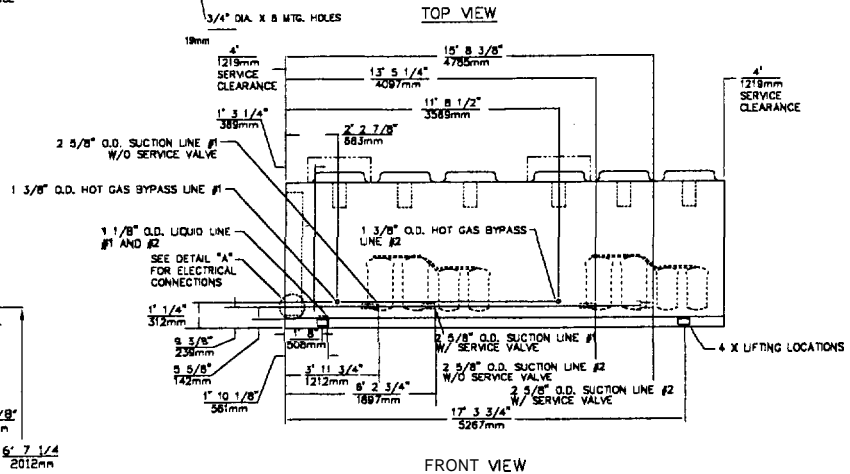 3/4" DIA. X 8 MTG. HOLES
19mm
TOP VIEW
4'
1219mm
SERVICE
CLEARANCE
15' 8 3/8"
4785mm
13' 5 1/4"
4097mm
4'
1219mm
SERVICE
CLEARANCE
11' 8 1/2"
3569mm
1' 3 1/4"
389mm
2' 2 7/8"
683mm
2 5/8" O.D. SUCTION LINE #1
W/O SERVICE VALVE
1 3/8" O.D. HOT GAS BYPASS LINE #1
1 1/8" O.D. LIQUID LINE
#1 AND #2
1 3/8" O.D. HOT GAS BYPASS
LINE #2
SEE DETAIL "A"
FOR ELECTRICAL
CONNECTIONS
1' 1/4"
312mm
9 3/8"
239mm
5 5/8"
142mm
1' 8"
508mm
1' 10 1/8"
561mm
3' 11 3/4"
1212mm
6' 2 3/4"
1897mm
2 5/8" O.D. SUCTION LINE #1
W/ SERVICE VALVE
2 5/8" O.D. SUCTION LINE #2
W/O SERVICE VALVE
2 5/8" O.D. SUCTION LINE #2
W/ SERVICE VALVE
4 X LIFTING LOCATIONS
17' 3 3/4"
5267mm
6' 7 1/4
2012mm
FRONT VIEW